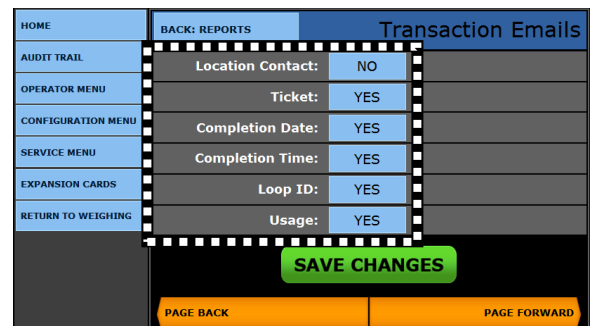 HOME
AUDIT TRAIL
OPERATOR MENU
CONFIGURATION MENU
SERVICE MENU
EXPANSION CARDS
RETURN TO WEIGHING
BACK: REPORTS
Transaction Emails
Location Contact: NO
Ticket: YES
Completion Date: YES
Completion Time: YES
Loop ID: YES
Usage: YES
SAVE CHANGES
PAGE BACK
PAGE FORWARD